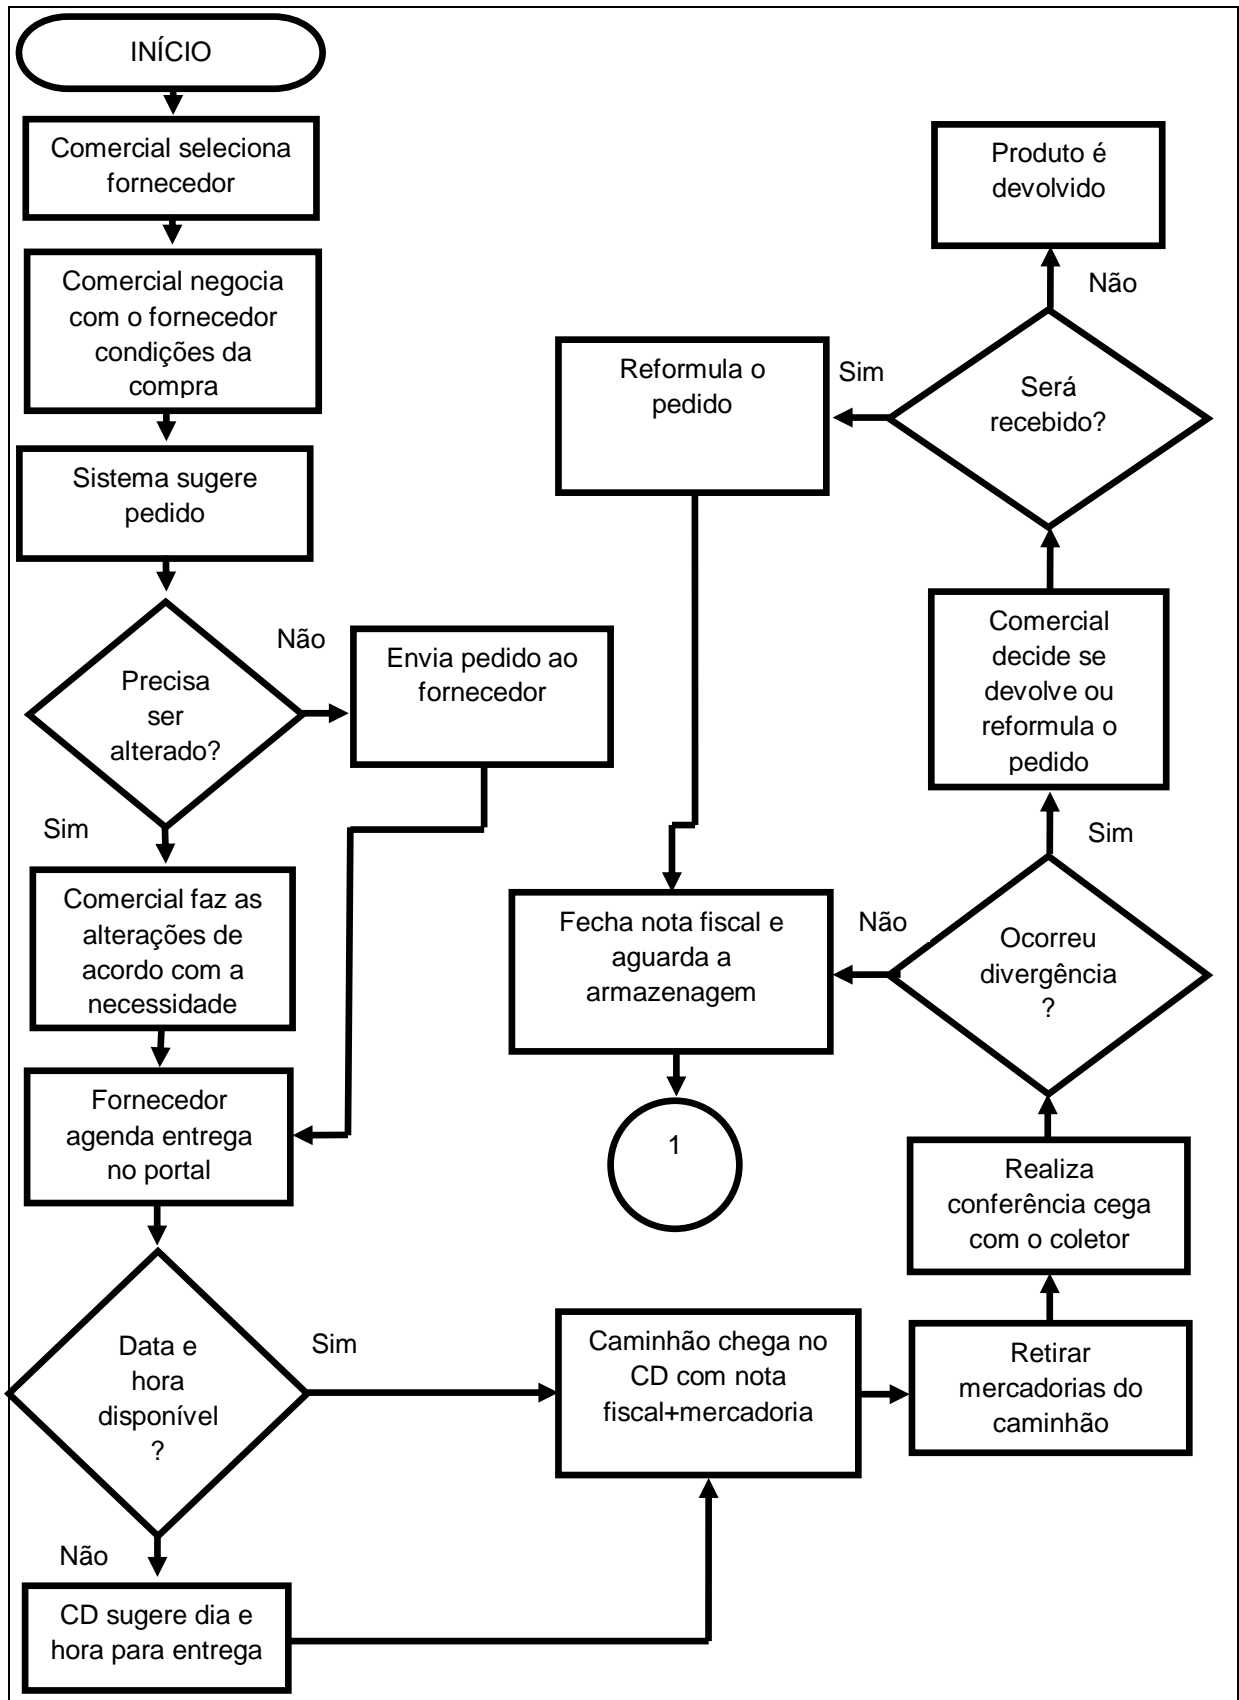 INÍCIO
Comercial seleciona
fornecedor
Comercial negocia
com o fornecedor
condições da
compra
Sistema sugere
pedido
Precisa
ser
alterado?
Não
Envia pedido ao
fornecedor
Sim
Comercial faz as
alterações de
acordo com a
necessidade
Fornecedor
agenda entrega
no portal
Data e
hora
disponível
?
Sim
Não
CD sugere dia e
hora para entrega
Caminhão chega no
CD com nota
fiscal+mercadoria
Retirar
mercadorias do
caminhão
Realiza
conferência cega
com o coletor
Ocorreu
divergência
?
Não
Sim
Fecha nota fiscal e
aguarda a
armazenagem
1
Comercial
decide se
devolve ou
reformula o
pedido
Será
recebido?
Sim
Não
Reformula o
pedido
Produto é
devolvido